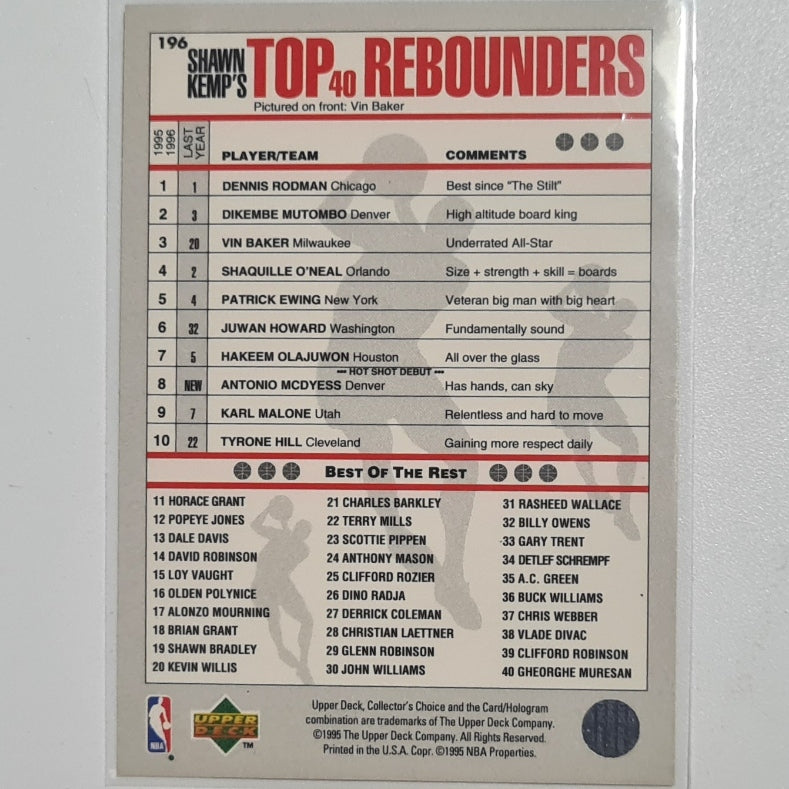 196
SHAWN KEMP'S TOP 40 REBOUNDERS
Pictured on front: Vin Baker
1995 1996 LAST YEAR PLAYER/TEAM COMMENTS
1 1 DENNIS RODMAN Chicago Best since "The Stilt"
2 3 DIKEMBE MUTOMBO Denver High altitude board king
3 20 VIN BAKER Milwaukee Underrated All-Star
4 2 SHAQUILLE O'NEAL Orlando Size + strength + skill = boards
5 4 PATRICK EWING New York Veteran big man with big heart
6 32 JUWAN HOWARD Washington Fundamentally sound
7 5 HAKEEM OLAJUWON Houston All over the glass
--- HOT SHOT DEBUT ---
8 NEW ANTONIO MCDYESS Denver Has hands, can sky
9 7 KARL MALONE Utah Relentless and hard to move
10 22 TYRONE HILL Cleveland Gaining more respect daily
BEST OF THE REST
11 HORACE GRANT
12 POPEYE JONES
13 DALE DAVIS
14 DAVID ROBINSON
15 LOY VAUGHT
16 OLDEN POLYNICE
17 ALONZO MOURNING
18 BRIAN GRANT
19 SHAWN BRADLEY
20 KEVIN WILLIS
21 CHARLES BARKLEY
22 TERRY MILLS
23 SCOTTIE PIPPEN
24 ANTHONY MASON
25 CLIFFORD ROZIER
26 DINO RADJA
27 DERRICK COLEMAN
28 CHRISTIAN LAETTNER
29 GLENN ROBINSON
30 JOHN WILLIAMS
31 RASHEED WALLACE
32 BILLY OWENS
33 GARY TRENT
34 DETLEF SCHREMPF
35 A.C. GREEN
36 BUCK WILLIAMS
37 CHRIS WEBBER
38 VLADE DIVAC
39 CLIFFORD ROBINSON
40 GHEORGHE MURESAN
NBA
UPPER DECK TM
Upper Deck, Collector's Choice and the Card/Hologram
combination are trademarks of The Upper Deck Company.
©1995 The Upper Deck Company. All Rights Reserved.
Printed in the U.S.A. Copr. ©1995 NBA Properties.